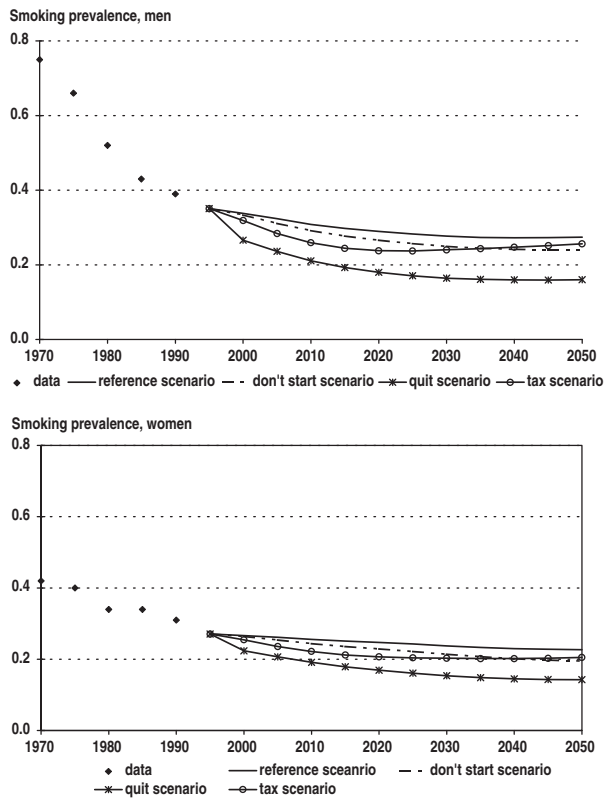 Smoking prevalence, men
0.8
0.6
0.4
0.2
0.0
1970 1980 1990 2000 2010 2020 2030 2040 2050
data reference scenario don't start scenario quit scenario tax scenario
Smoking prevalence, women
0.8
0.6
0.4
0.2
0.0
1970 1980 1990 2000 2010 2020 2030 2040 2050
data reference sceanrio don't start scenario
quit scenario tax scenario